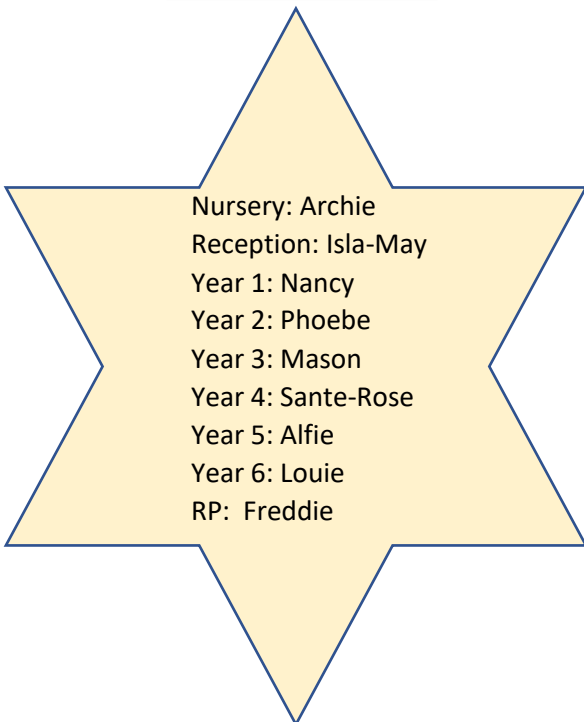 Nursery: Archie
Reception: Isla-May
Year 1: Nancy
Year 2: Phoebe
Year 3: Mason
Year 4: Sante-Rose
Year 5: Alfie
Year 6: Louie
RP:  Freddie